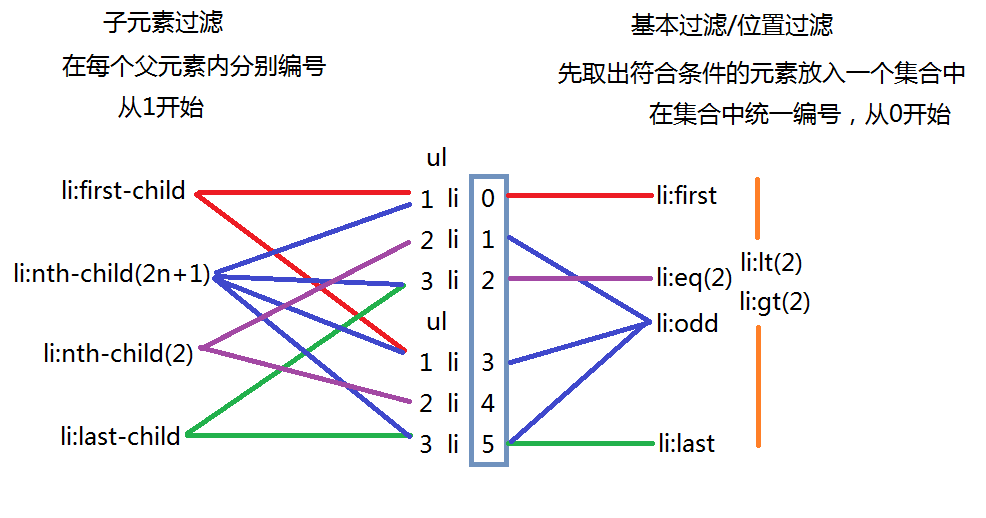 子元素过滤
在每个父元素内分别编号
从1开始
基本过滤/位置过滤
先取出符合条件的元素放入一个集合中
在集合中统一编号，从0开始
li:first-child
li:nth-child(2n+1)
li:nth-child(2)
li:last-child
ul
1 li 0
2 li 1
3 li 2
ul
1 li 3
2 li 4
3 li 5
li:first
li:eq(2)
li:odd
li:last
li:lt(2)
li:gt(2)